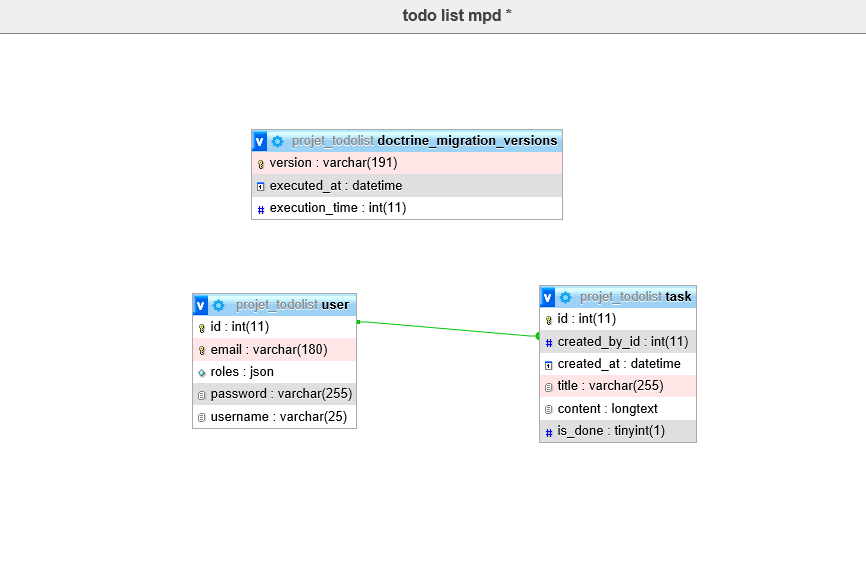 todo list mpd *
v projet_todolist doctrine_migration_versions
version : varchar(191)
executed_at : datetime
# execution_time : int(11)
v projet_todolist user
id : int(11)
email : varchar(180)
roles : json
password : varchar(255)
username : varchar(25)
v projet_todolist task
id : int(11)
# created_by_id : int(11)
created_at : datetime
title : varchar(255)
content : longtext
# is_done : tinyint(1)